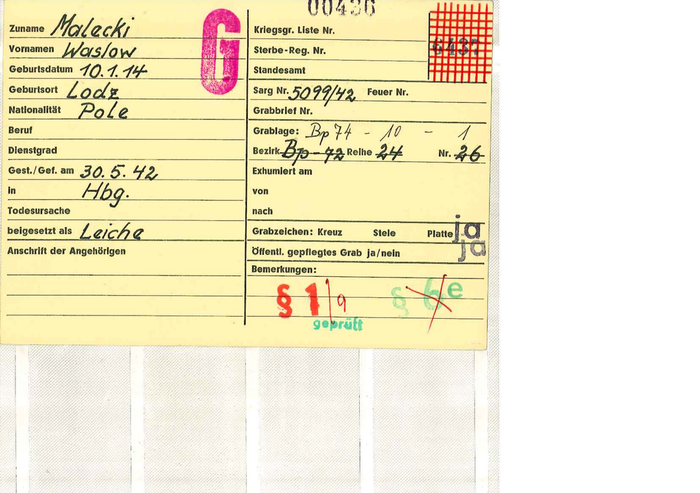 00436
Zuname Malecki
Vornamen Waslow
Geburtsdatum 10.1.14
Geburtsort Lodz
Nationalität Pole
Beruf
Dienstgrad
Gest./Gef. am 30.5.42
in Hbg.
Todesursache
beigesetzt als Leiche
Anschrift der Angehörigen
G
Kriegsgr. Liste Nr.
Sterbe-Reg. Nr.
Standesamt
Sarg Nr. 5099/42 Feuer Nr.
Grabbrief Nr.
Grablage: Bp 74 - 10 - 1
Bezirk Bp-72 Reihe 24 Nr. 26
Exhumiert am
von
nach
Grabzeichen: Kreuz Stele Platte ja
Öffentl. gepflegtes Grab ja/nein ja
Bemerkungen:
§ 1/a § 6e
geprüft